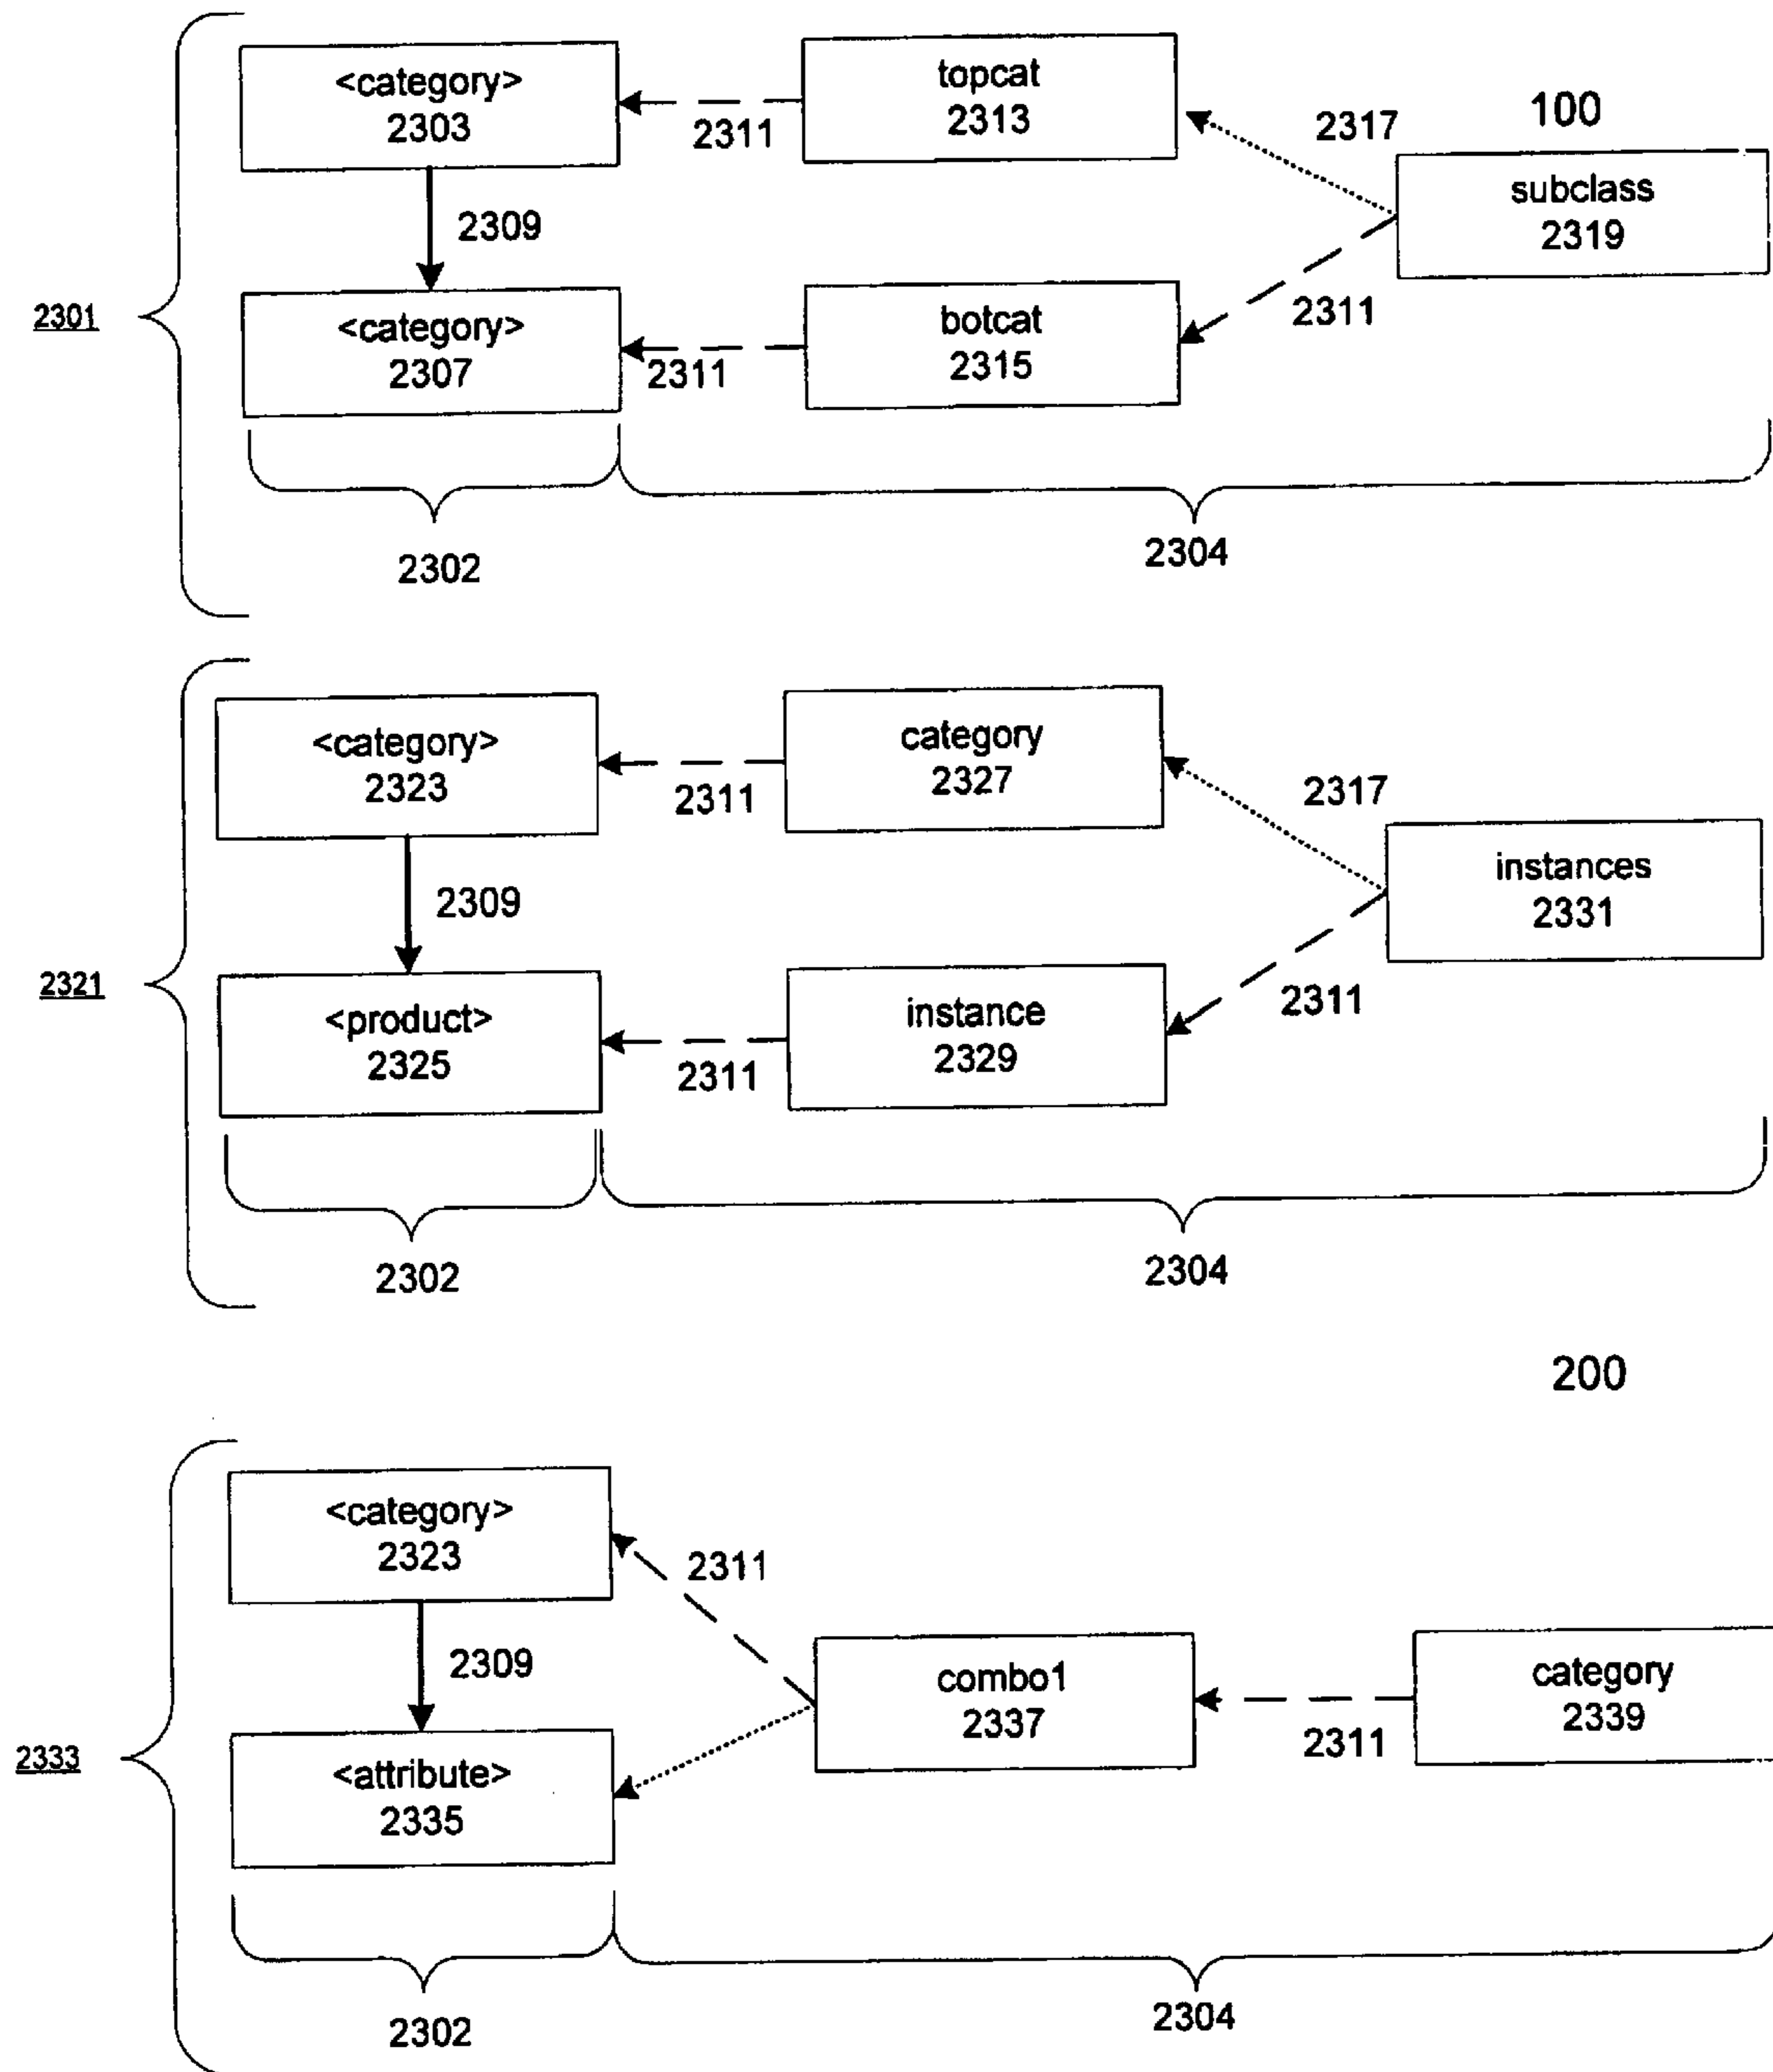 <category>
2303
topcat
2313
2311
2317
100
subclass
2319
2309
2301
<category>
2307
2311
botcat
2315
2311
2302
2304
<category>
2323
category
2327
2311
2317
instances
2331
2309
2321
<product>
2325
2311
instance
2329
2311
2302
2304
200
<category>
2323
2311
2309
combo1
2337
category
2339
2311
2333
<attribute>
2335
2302
2304